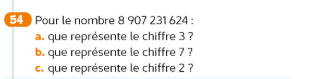 54 Pour le nombre 8 907 231 624 :
a. que représente le chiffre 3 ?
b. que représente le chiffre 7 ?
c. que représente le chiffre 2 ?